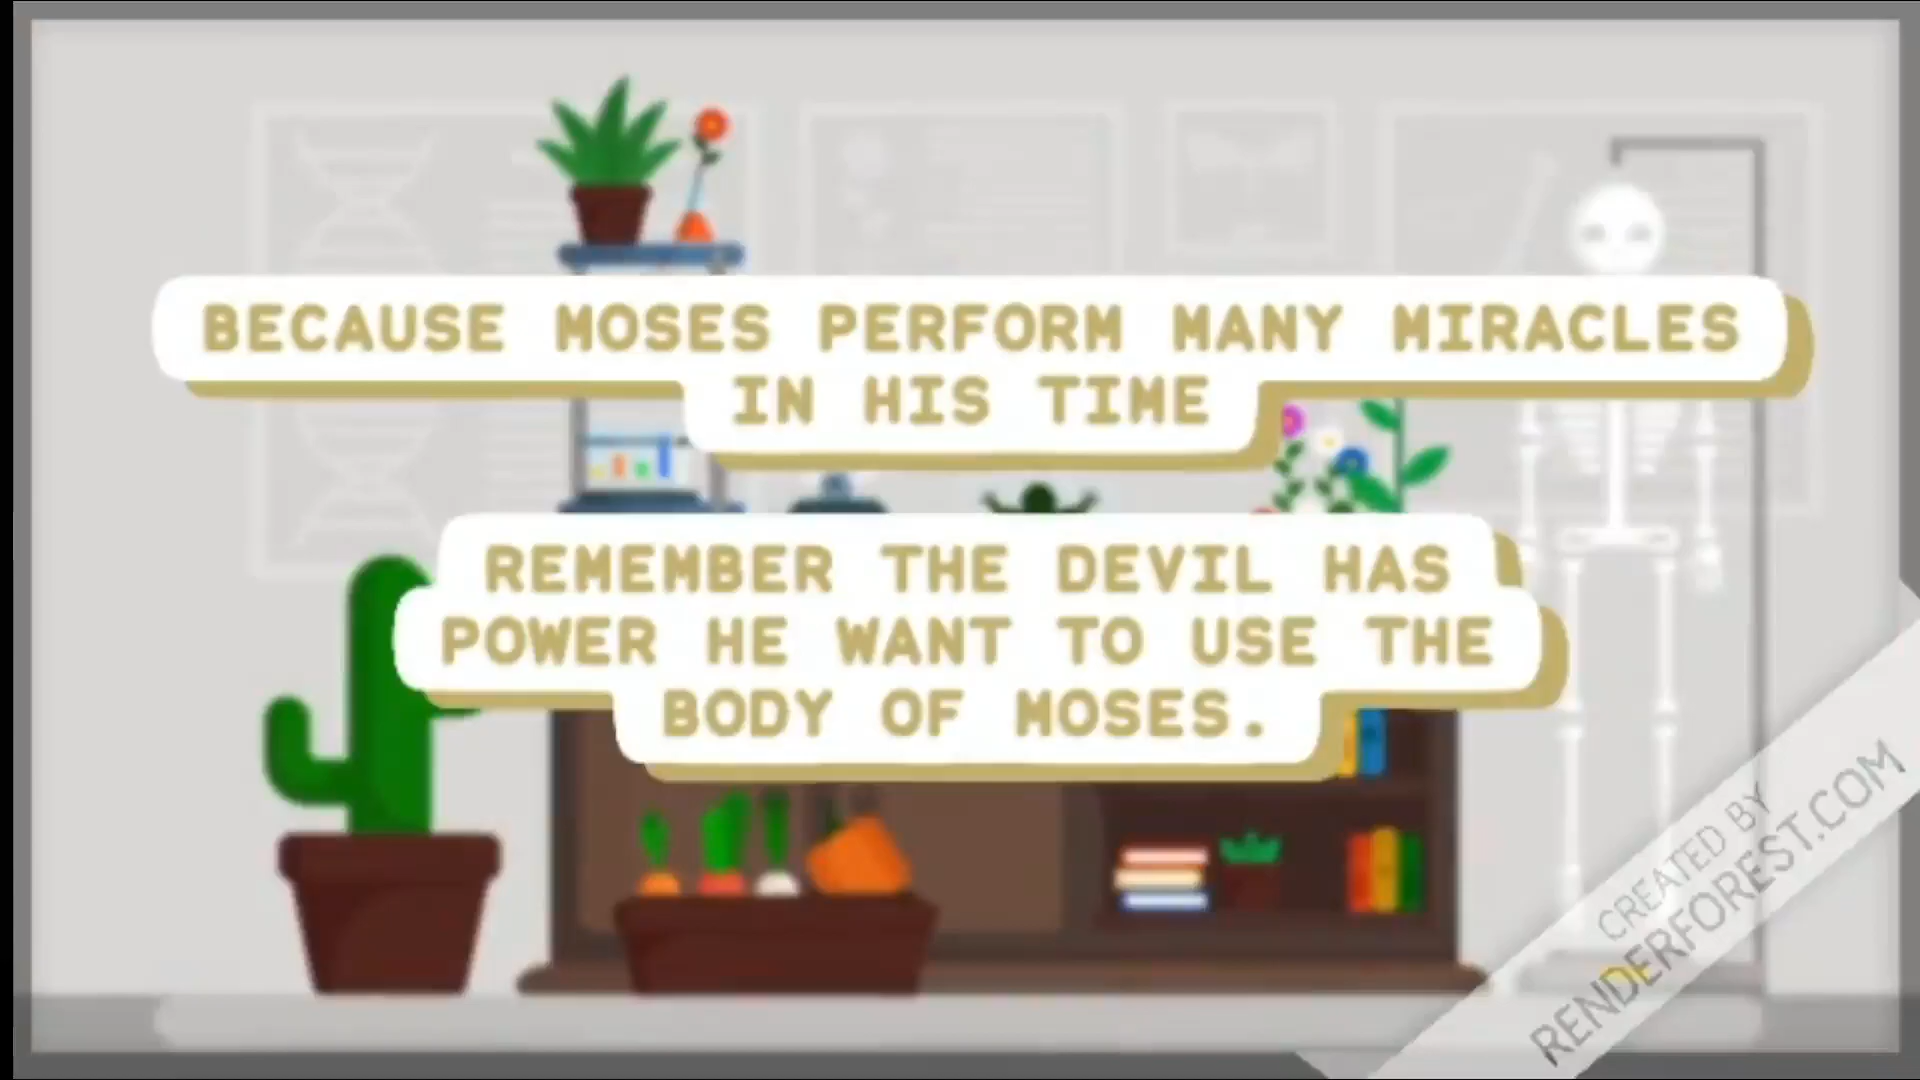 BECAUSE MOSES PERFORM MANY MIRACLES
IN HIS TIME
REMEMBER THE DEVIL HAS
POWER HE WANT TO USE THE
BODY OF MOSES.
CREATED BY
RENDERFOREST.COM